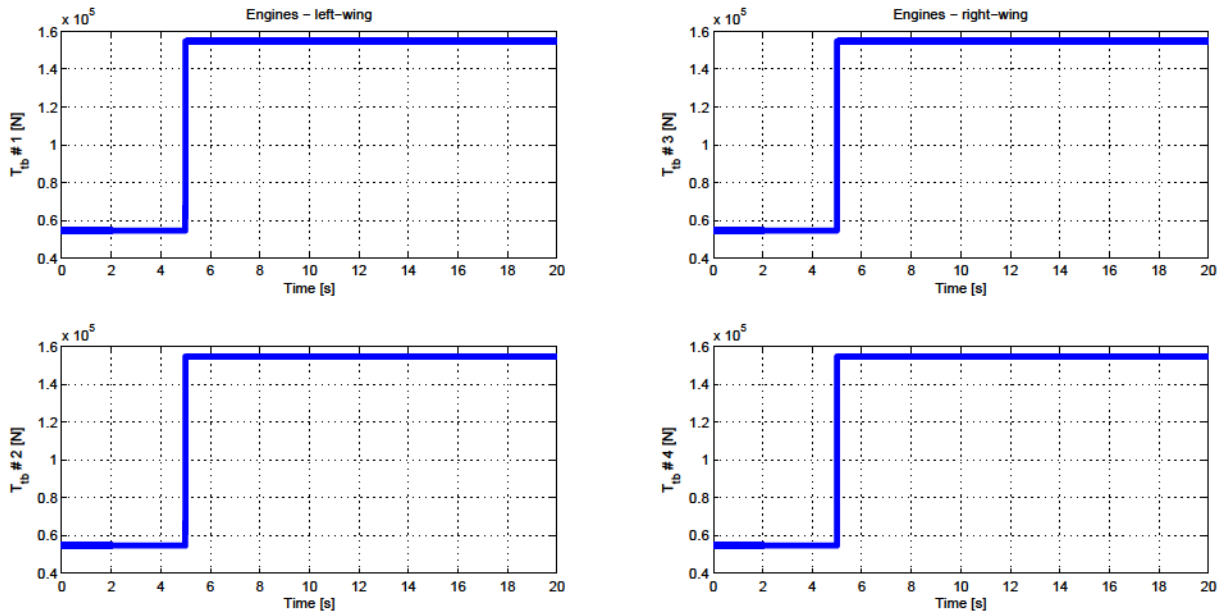 Engines - left-wing
x 10^5
1.6
1.4
1.2
1
0.8
0.6
0.4
T_tb # 1 [N]
0 2 4 6 8 10 12 14 16 18 20
Time [s]
Engines - right-wing
x 10^5
1.6
1.4
1.2
1
0.8
0.6
0.4
T_tb # 3 [N]
0 2 4 6 8 10 12 14 16 18 20
Time [s]
x 10^5
1.6
1.4
1.2
1
0.8
0.6
0.4
T_tb # 2 [N]
0 2 4 6 8 10 12 14 16 18 20
Time [s]
x 10^5
1.6
1.4
1.2
1
0.8
0.6
0.4
T_tb # 4 [N]
0 2 4 6 8 10 12 14 16 18 20
Time [s]